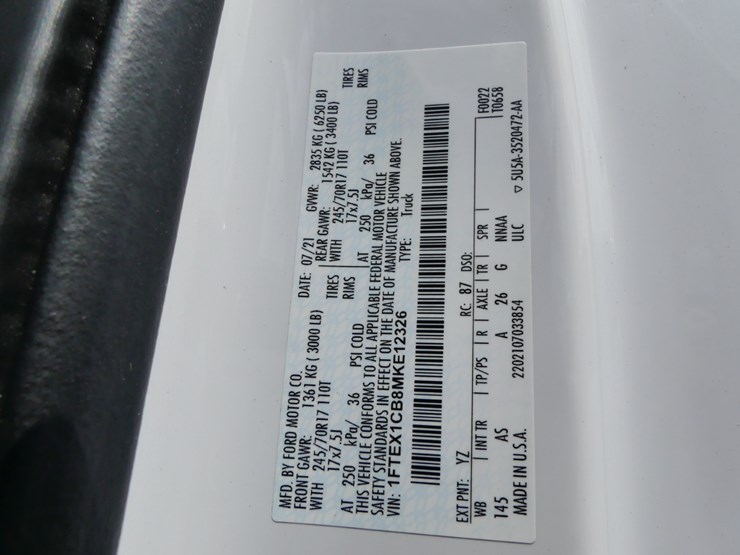 MFD. BY FORD MOTOR CO. DATE: 07/21 GVWR: 2835 KG ( 6250 LB)
FRONT GAWR: 1361 KG ( 3000 LB) REAR GAWR: 1542 KG ( 3400 LB)
WITH 245/70R17 110T TIRES WITH 245/70R17 110T TIRES
17x7.5J RIMS 17x7.5J RIMS
AT 250 kPa/ 36 PSI COLD AT 250 kPa/ 36 PSI COLD
THIS VEHICLE CONFORMS TO ALL APPLICABLE FEDERAL MOTOR VEHICLE
SAFETY STANDARDS IN EFFECT ON THE DATE OF MANUFACTURE SHOWN ABOVE.
VIN: 1FTEX1CB8MKE12326 TYPE: Truck
EXT PNT: YZ RC: 87 DSO: F0022
WB INT TR TP/PS R AXLE TR SPR T0658
145 AS A 26 G NNAA
MADE IN U.S.A. 2202107033854 ULC ▽ 5U5A-3520472-AA